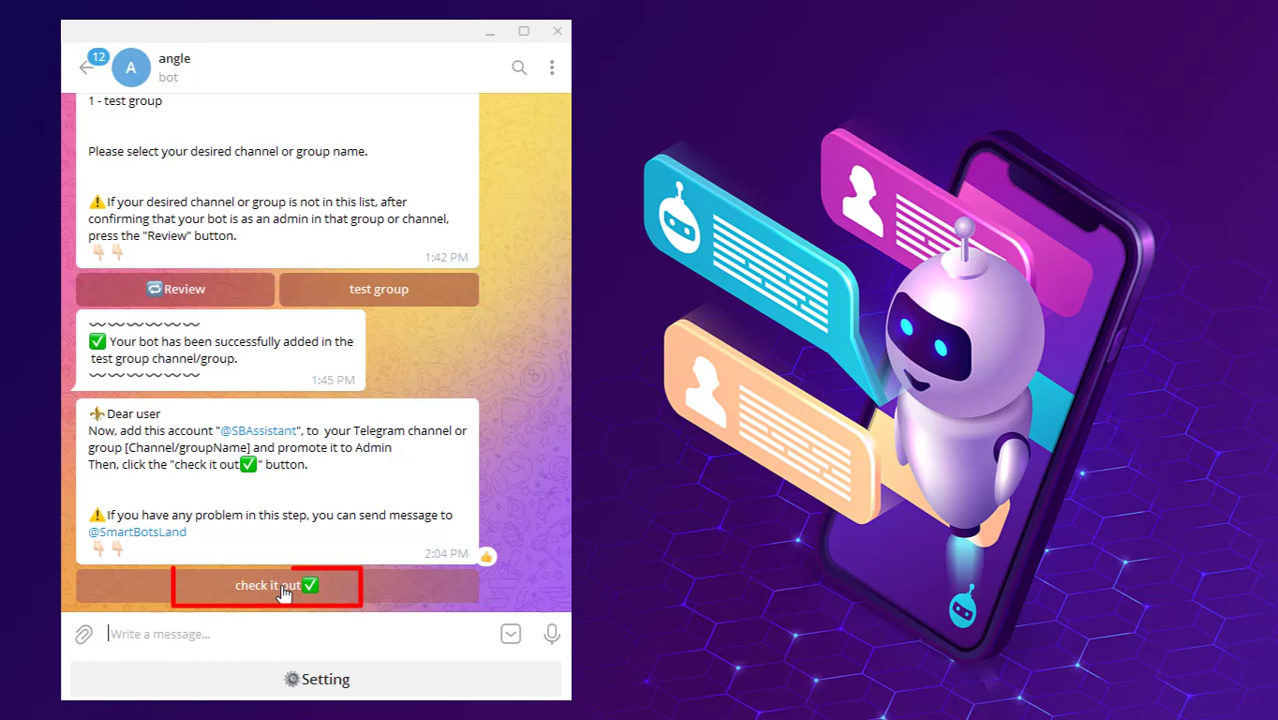 12
A
angle
bot
1 - test group
Please select your desired channel or group name.
⚠️If your desired channel or group is not in this list, after
confirming that your bot is as an admin in that group or channel,
press the "Review" button.
👇🏻👇🏻
1:42 PM
🔁Review
test group
〰〰〰〰〰〰
✅ Your bot has been successfully added in the
test group channel/group.
〰〰〰〰〰〰
1:45 PM
⚜️Dear user
Now, add this account "@SBAssistant", to your Telegram channel or
group [Channel/groupName] and promote it to Admin
Then, click the "check it out✅" button.
⚠️If you have any problem in this step, you can send message to
@SmartBotsLand
👇🏻👇🏻
2:04 PM
👍
check it out✅
Write a message...
⚙️Setting